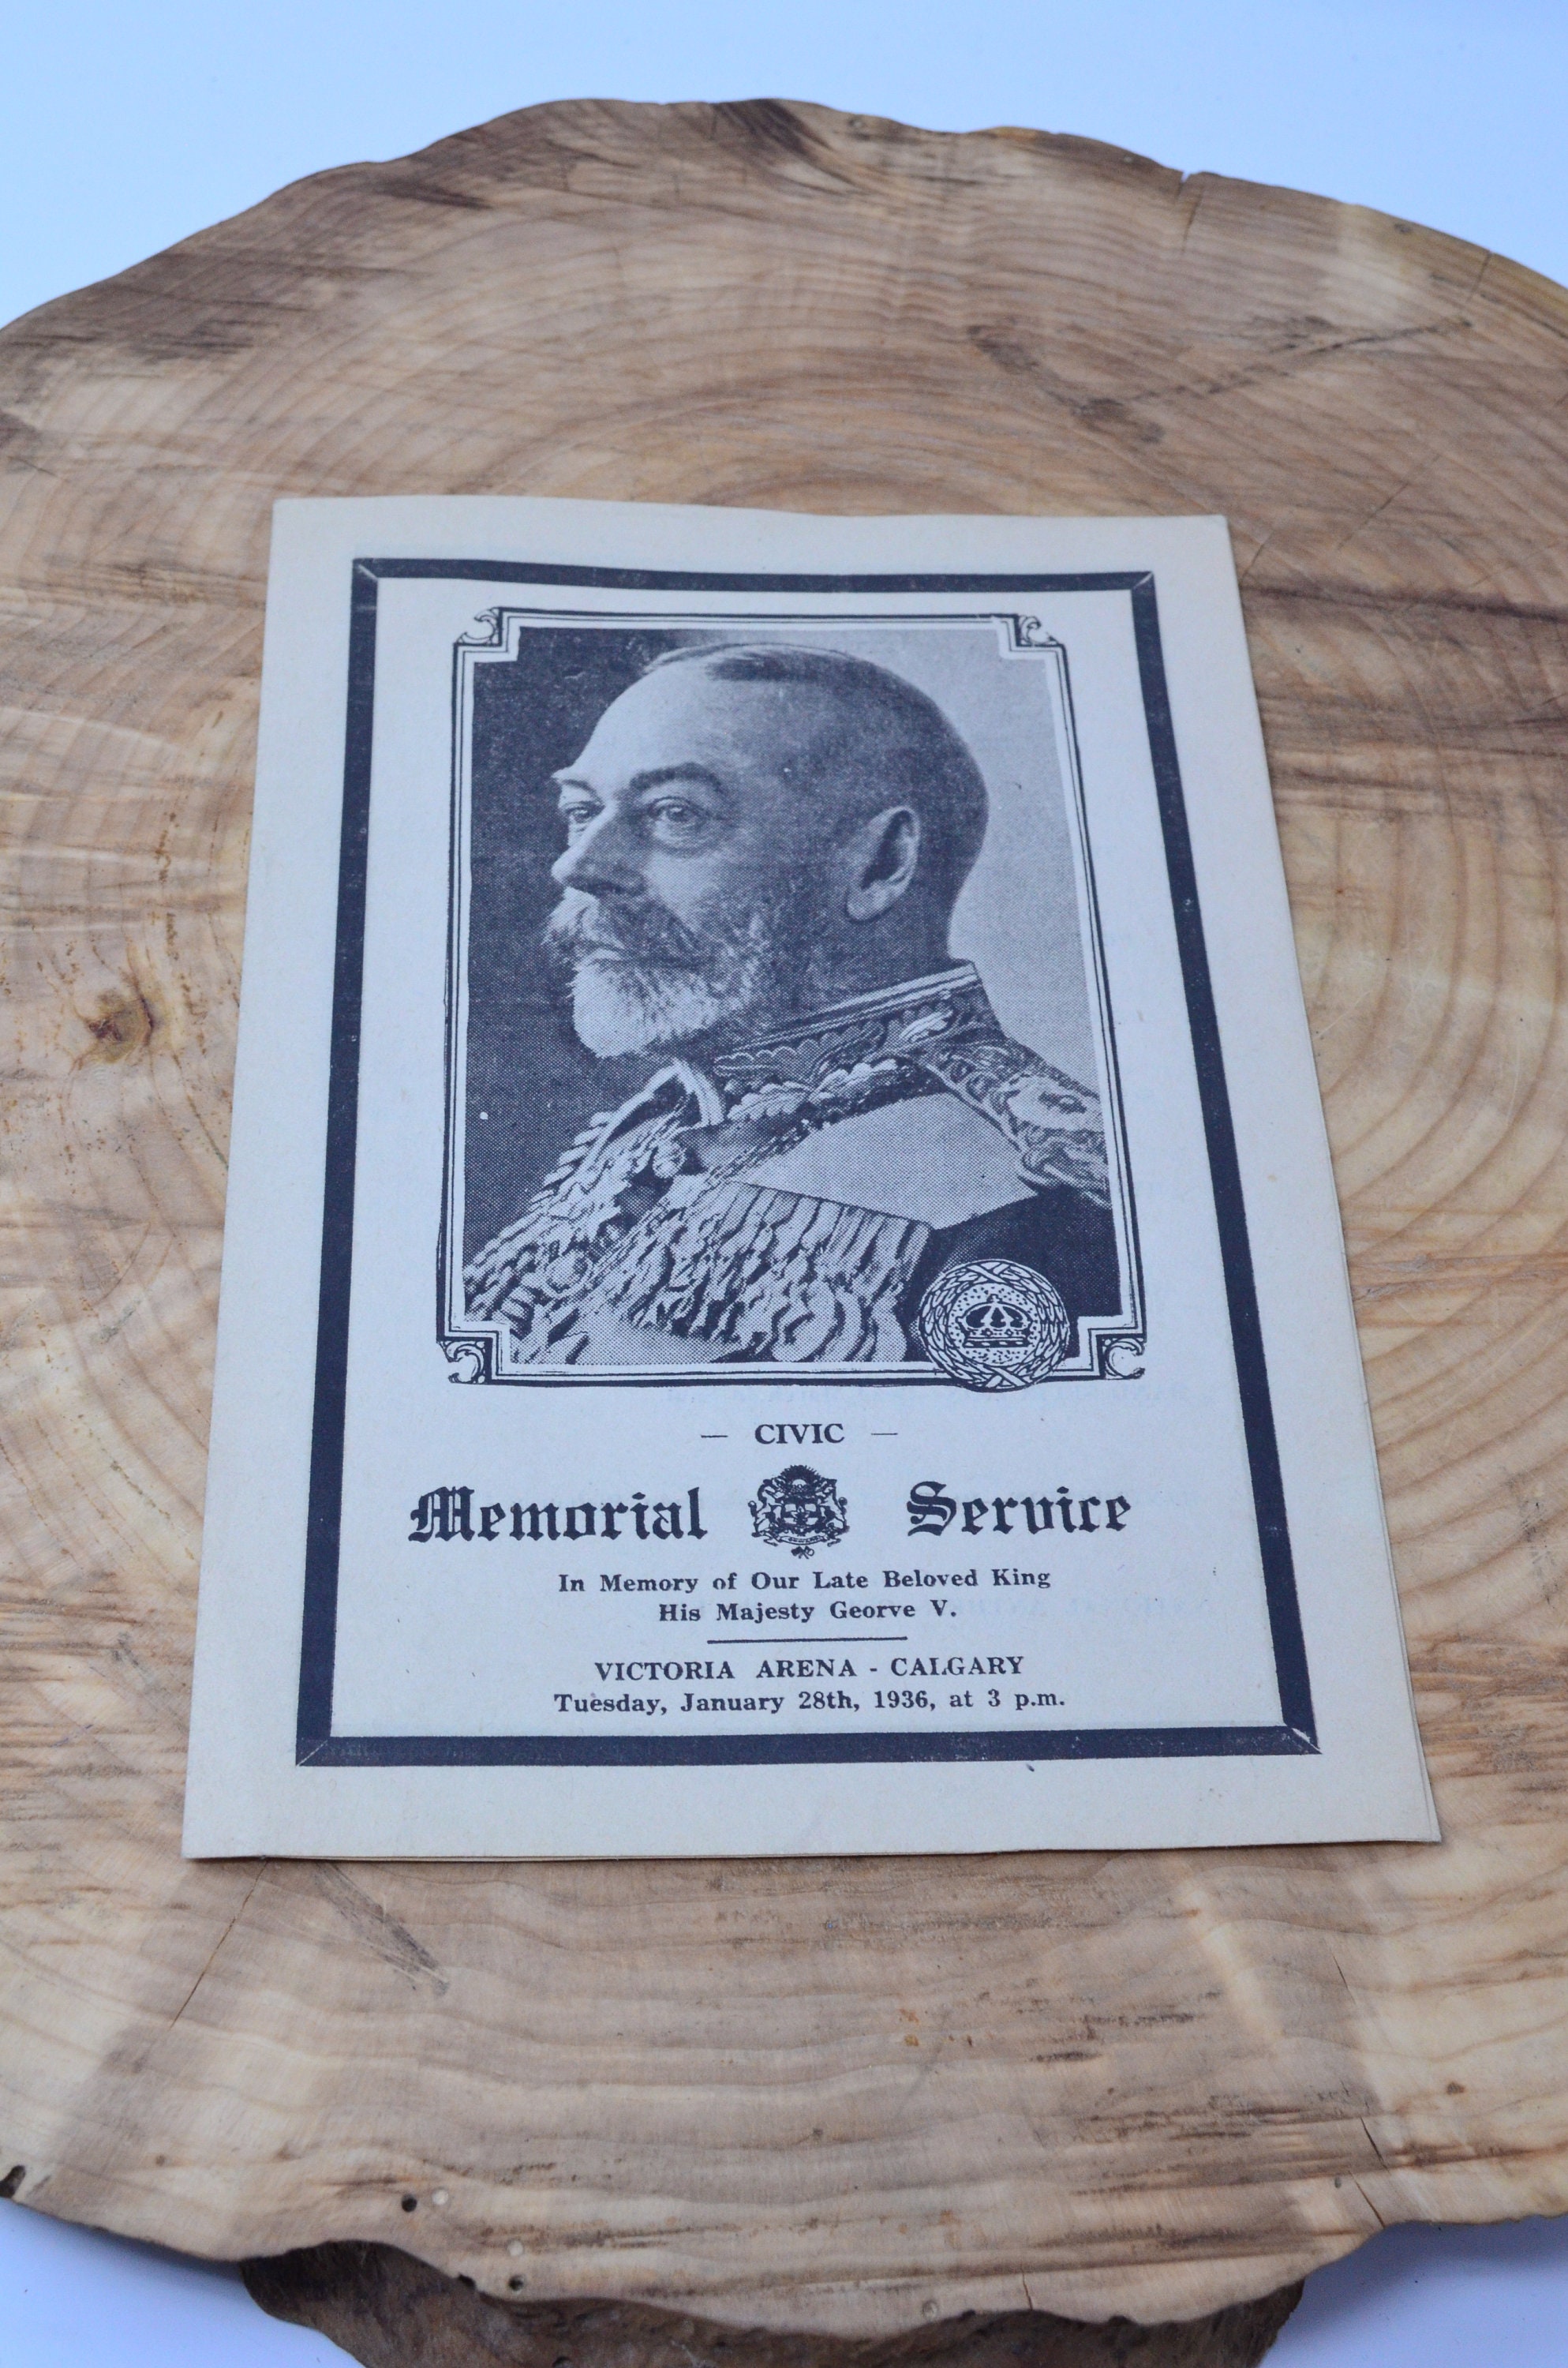 — CIVIC —
Memorial Service
In Memory of Our Late Beloved King
His Majesty Georve V.
VICTORIA ARENA - CALGARY
Tuesday, January 28th, 1936, at 3 p.m.